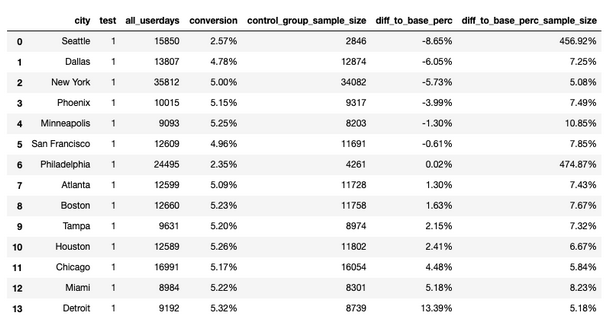 city test all_userdays conversion control_group_sample_size diff_to_base_perc diff_to_base_perc_sample_size
0 Seattle 1 15850 2.57% 2846 -8.65% 456.92%
1 Dallas 1 13807 4.78% 12874 -6.05% 7.25%
2 New York 1 35812 5.00% 34082 -5.73% 5.08%
3 Phoenix 1 10015 5.15% 9317 -3.99% 7.49%
4 Minneapolis 1 9093 5.25% 8203 -1.30% 10.85%
5 San Francisco 1 12609 4.96% 11691 -0.61% 7.85%
6 Philadelphia 1 24495 2.35% 4261 0.02% 474.87%
7 Atlanta 1 12599 5.09% 11728 1.30% 7.43%
8 Boston 1 12660 5.23% 11758 1.63% 7.67%
9 Tampa 1 9631 5.20% 8974 2.15% 7.32%
10 Houston 1 12589 5.26% 11802 2.41% 6.67%
11 Chicago 1 16991 5.17% 16054 4.48% 5.84%
12 Miami 1 8984 5.22% 8301 5.18% 8.23%
13 Detroit 1 9192 5.32% 8739 13.39% 5.18%